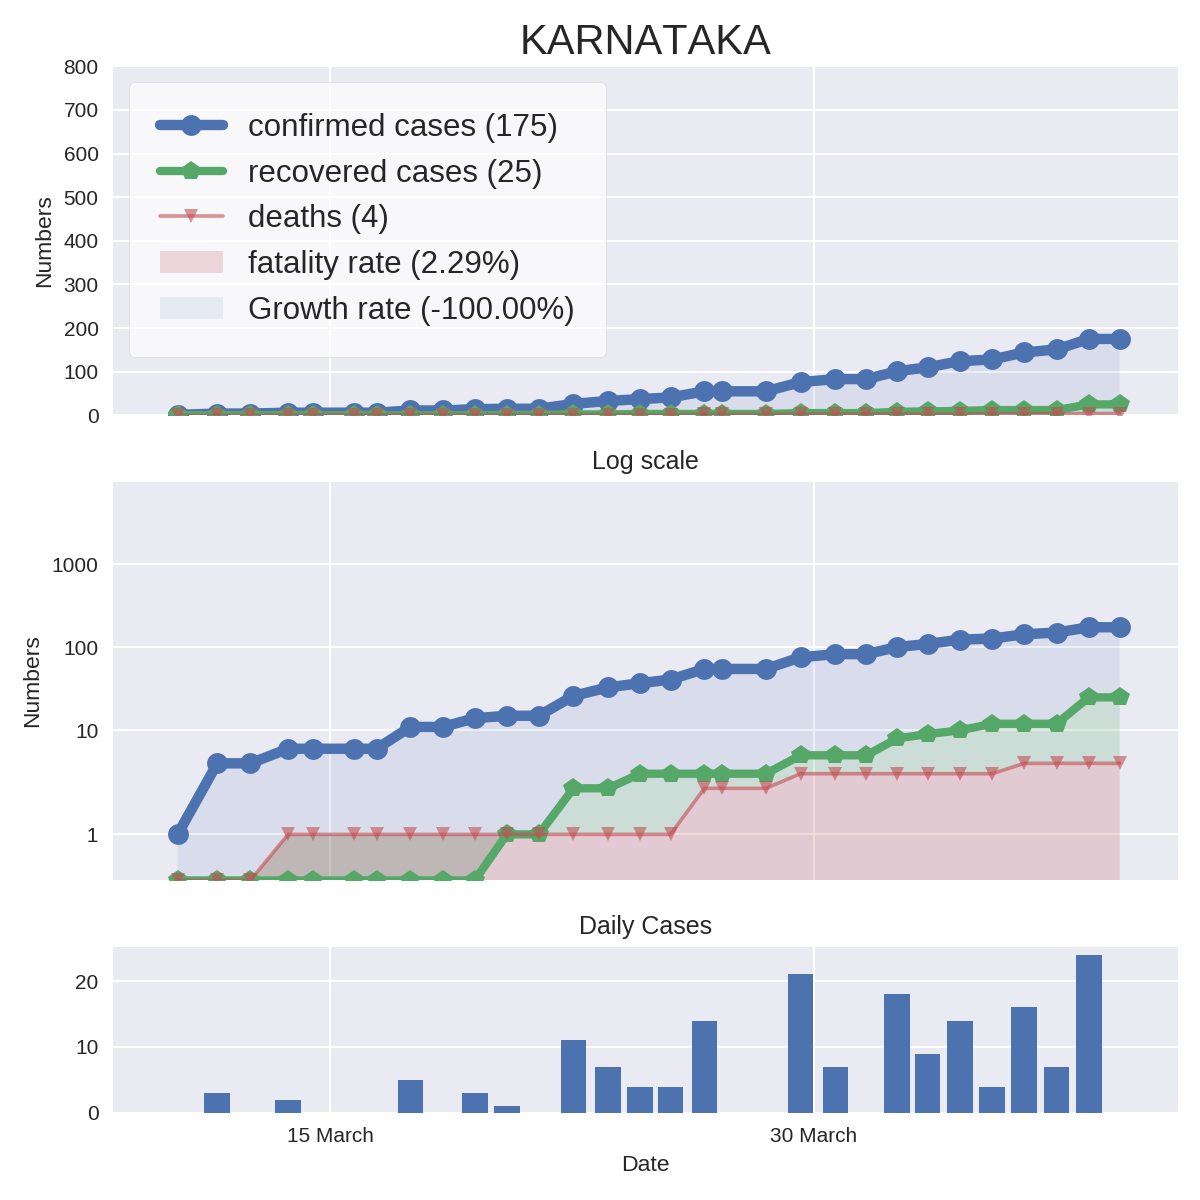 KARNATAKA
800
700
600
500
400
300
200
100
0
Numbers
confirmed cases (175)
recovered cases (25)
deaths (4)
fatality rate (2.29%)
Growth rate (-100.00%)
Log scale
1000
100
10
1
Numbers
Daily Cases
20
10
0
15 March
30 March
Date